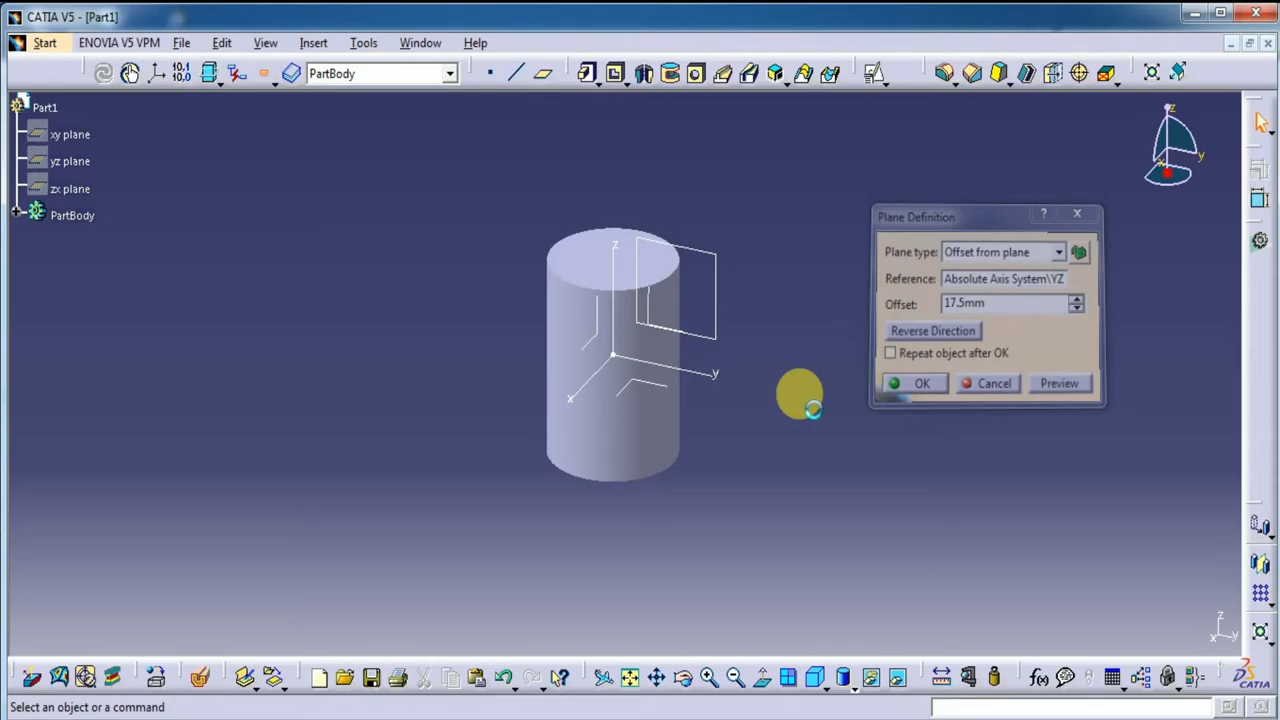 CATIA V5 - [Part1]
Start ENOVIA V5 VPM File Edit View Insert Tools Window Help
PartBody
Part1
xy plane
yz plane
zx plane
PartBody
z
y
x
z
y
x
Plane Definition
Plane type: Offset from plane
Reference: Absolute Axis System\YZ
Offset: 17.5mm
Reverse Direction
Repeat object after OK
OK Cancel Preview
z
x y
f(x)
CATIA
Select an object or a command